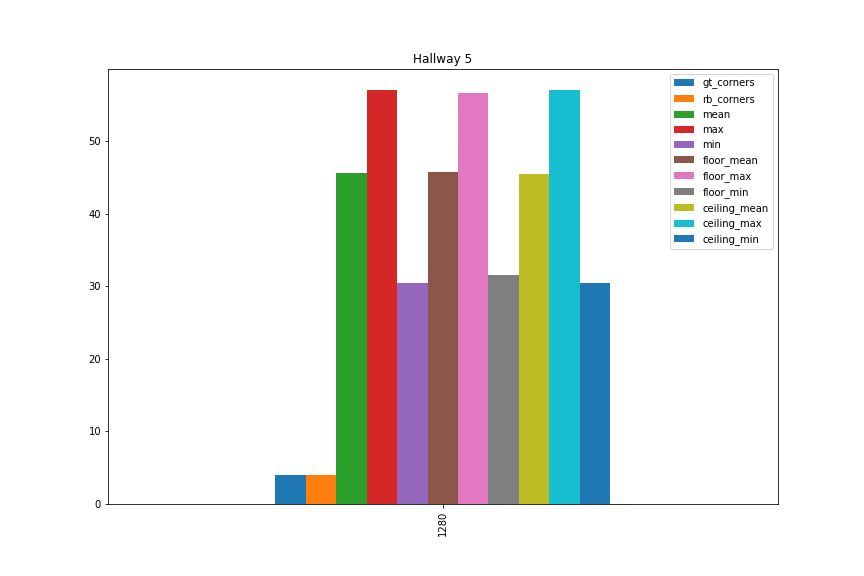 Hallway 5
gt_corners
rb_corners
mean
max
min
floor_mean
floor_max
floor_min
ceiling_mean
ceiling_max
ceiling_min
50
40
30
20
10
0
1280